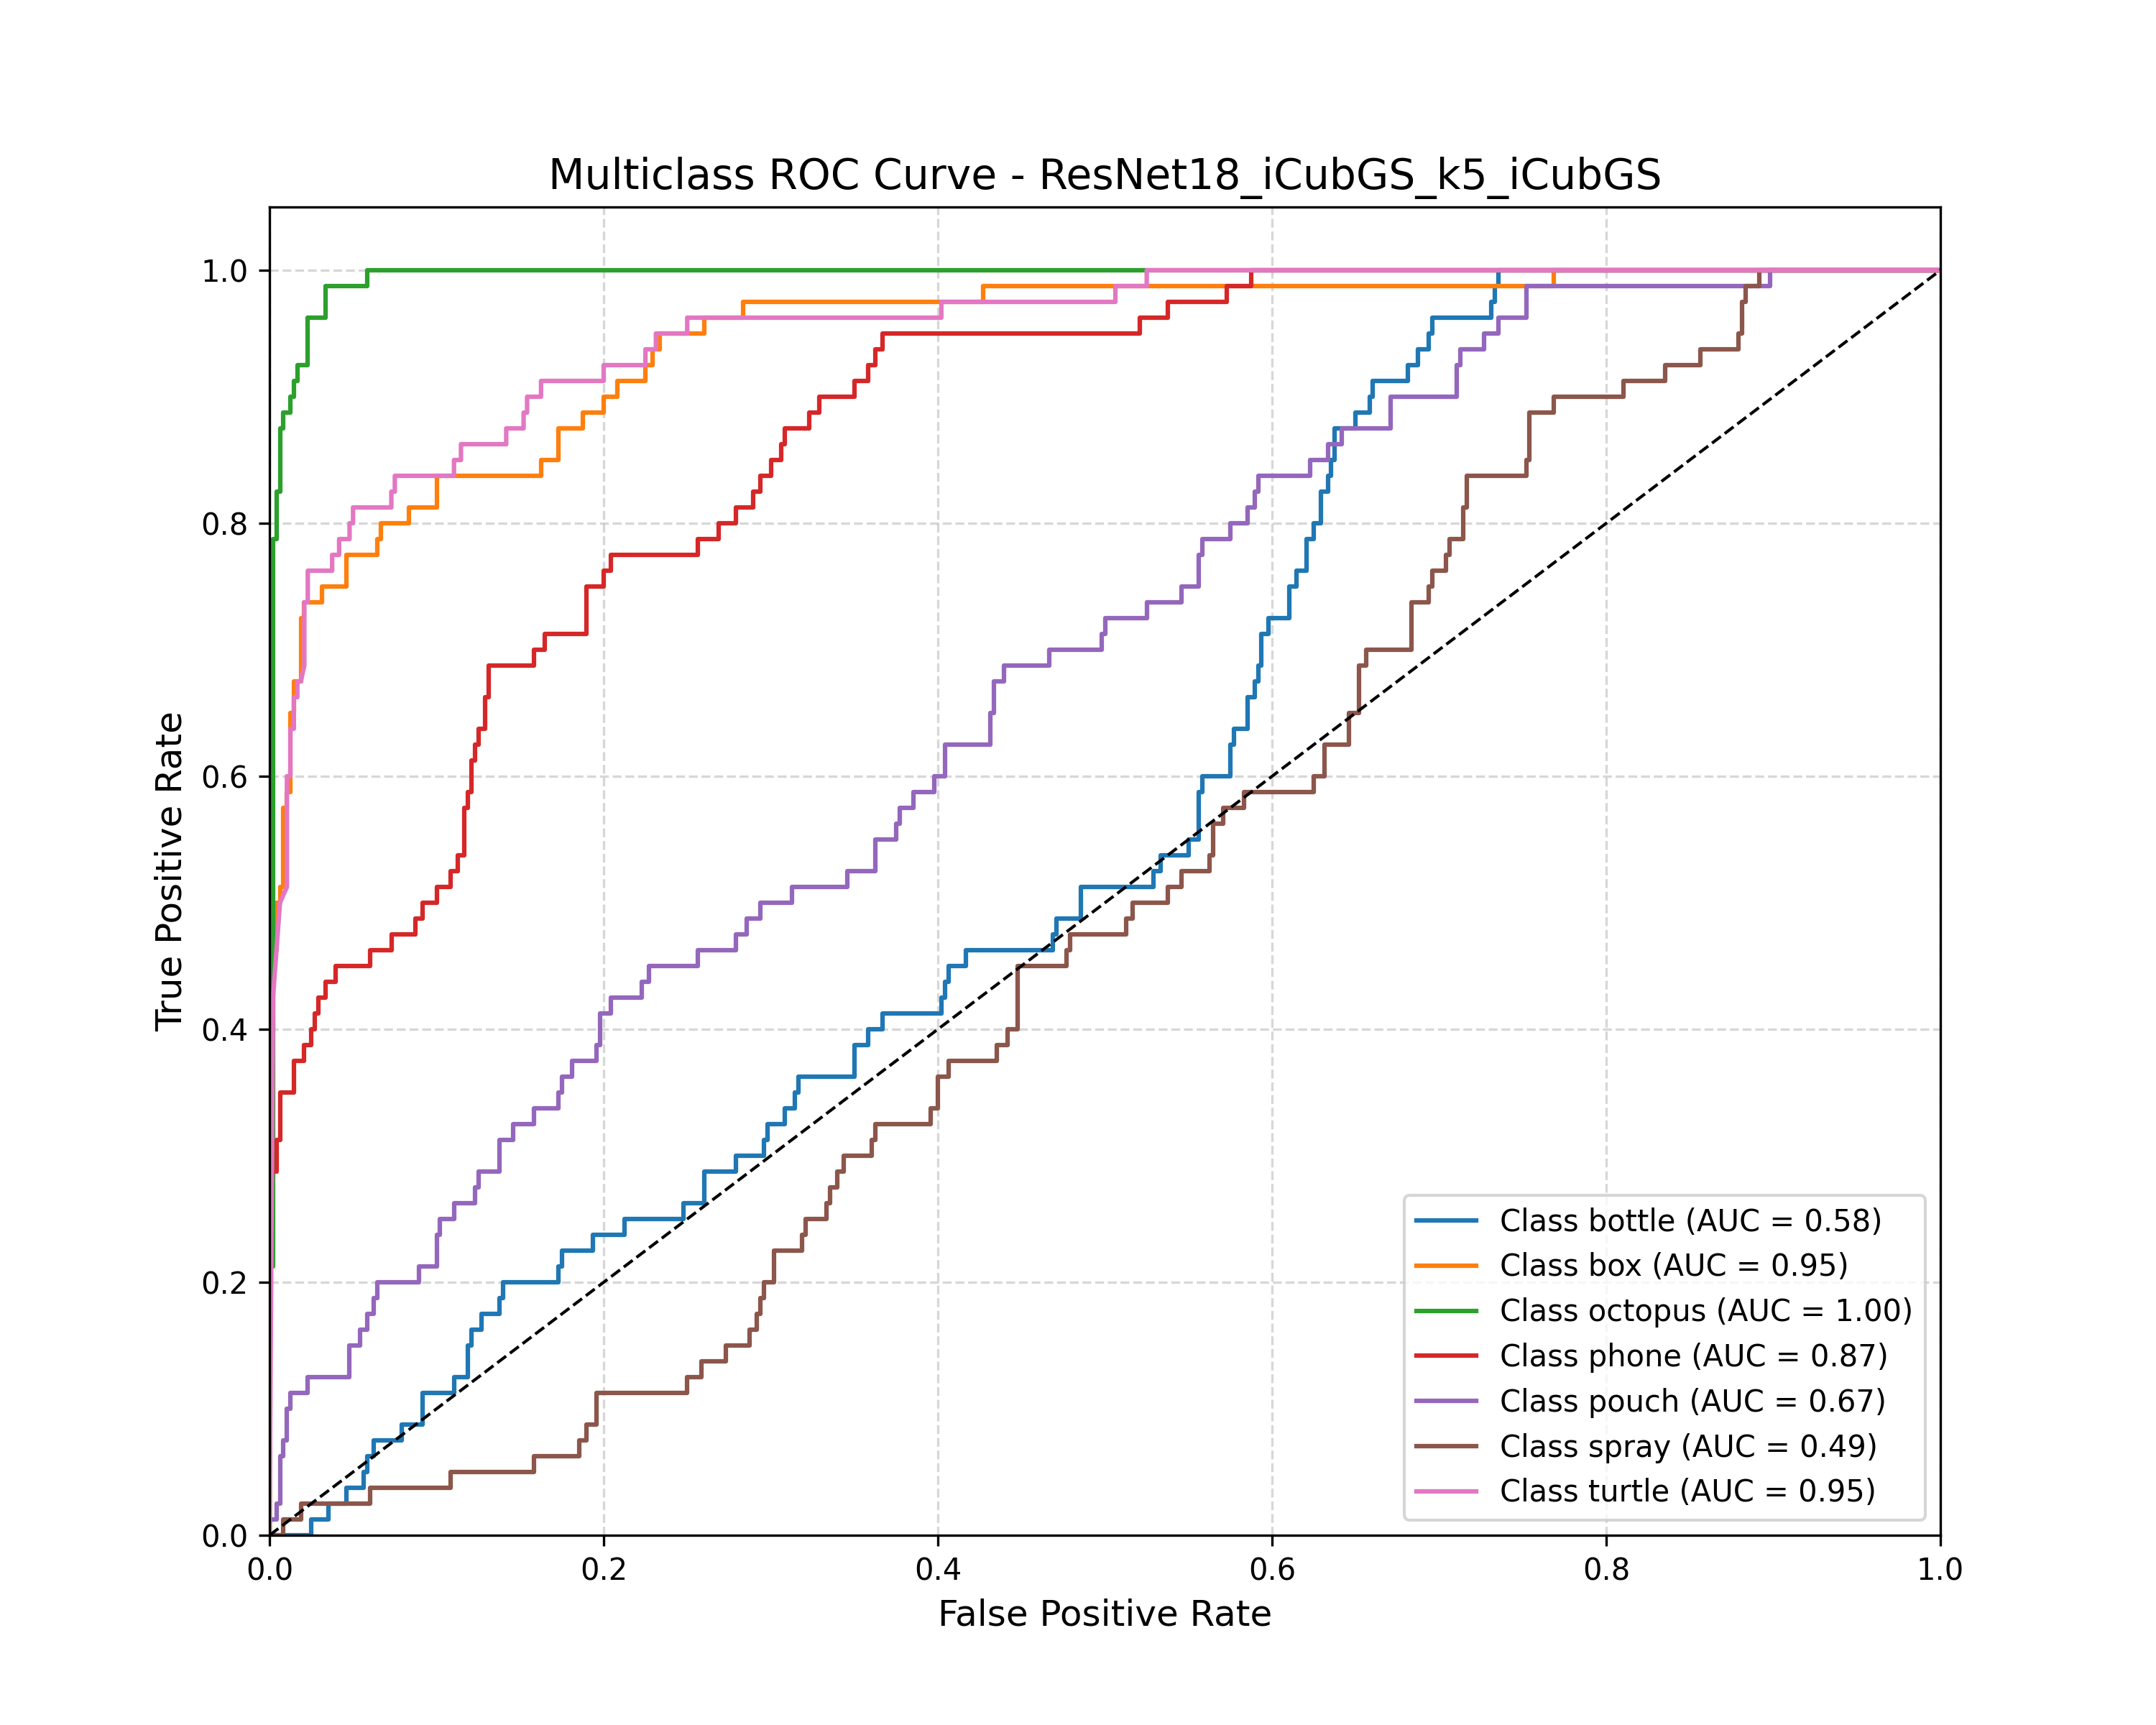 Multiclass ROC Curve - ResNet18_iCubGS_k5_iCubGS
True Positive Rate
1.0
0.8
0.6
0.4
0.2
0.0
0.0 0.2 0.4 0.6 0.8 1.0
False Positive Rate
Class bottle (AUC = 0.58)
Class box (AUC = 0.95)
Class octopus (AUC = 1.00)
Class phone (AUC = 0.87)
Class pouch (AUC = 0.67)
Class spray (AUC = 0.49)
Class turtle (AUC = 0.95)